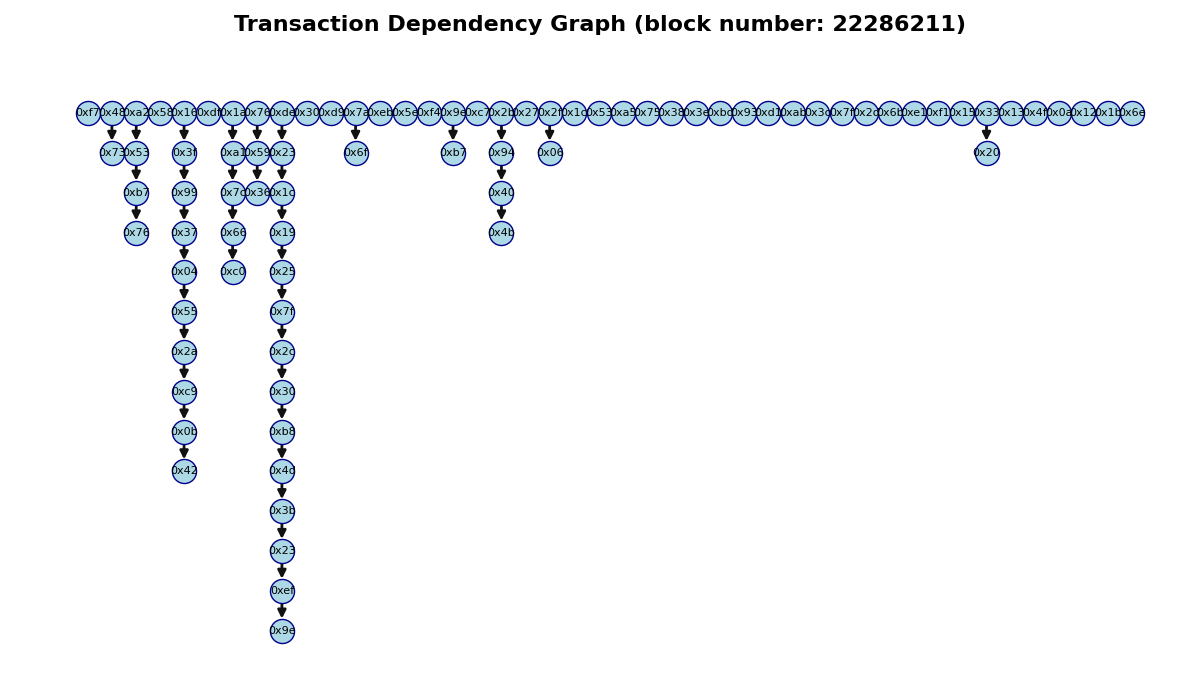 Transaction Dependency Graph (block number: 22286211)
0xf7 0x48 0xa2 0x58 0x16 0xdf 0x1a 0x76 0xde 0x30 0xd9 0x7a 0xeb 0x5e 0xf4 0x9e 0xc7 0x2b 0x27 0x2f 0x1c 0x53 0xa5 0x75 0x38 0x3e 0xbd 0x93 0xd1 0xab 0x3c 0x7f 0x2d 0x6b 0xe1 0xf1 0x15 0x33 0x13 0x4f 0x0a 0x12 0x1b 0x6e
0x73 0x53 0x3f 0xa1 0x59 0x23 0x6f 0xb7 0x94 0x06 0x20
0xb7 0x99 0x7c 0x36 0x1c 0x40
0x76 0x37 0x66 0x19 0x4b
0x04 0xc0 0x25
0x55 0x7f
0x2a 0x2c
0xc9 0x30
0x0b 0xb8
0x42 0x4d
0x3b
0x23
0xef
0x9e